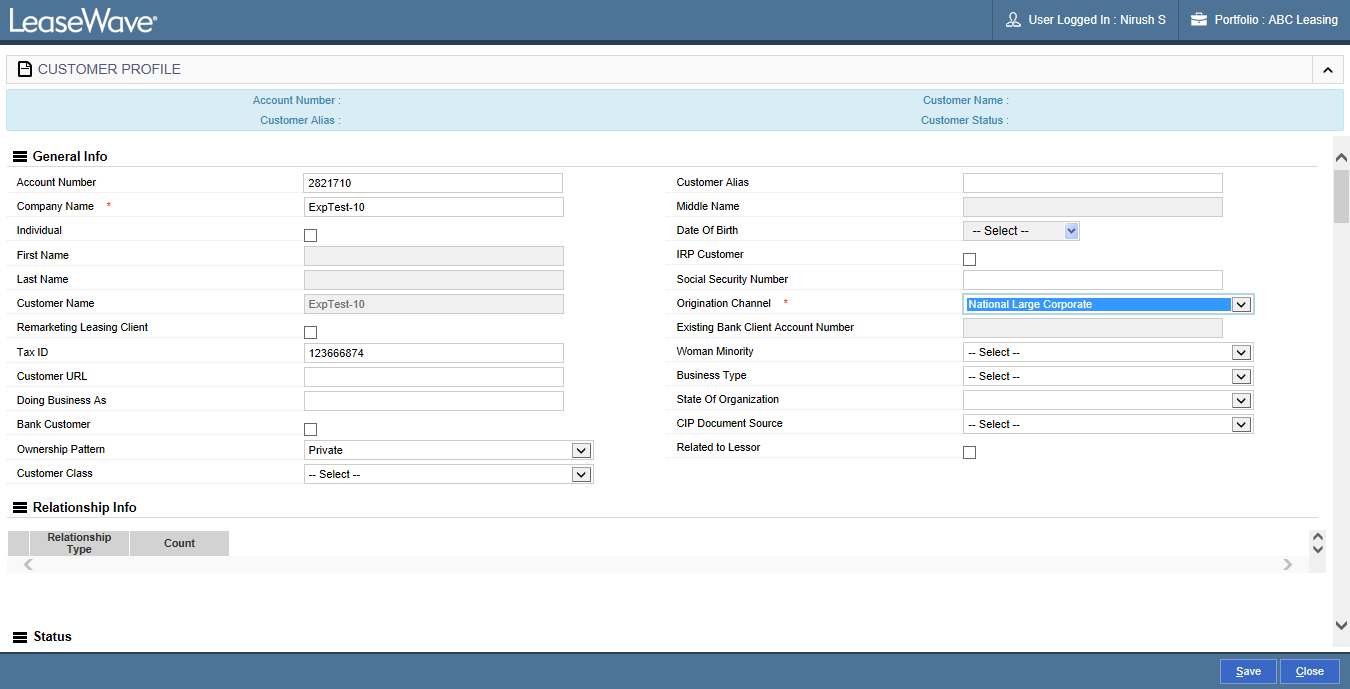 LeaseWave®
User Logged In : Nirush S
Portfolio : ABC Leasing
CUSTOMER PROFILE
Account Number :
Customer Name :
Customer Alias :
Customer Status :
General Info
Account Number 2821710
Customer Alias
Company Name * ExpTest-10
Middle Name
Individual
Date Of Birth -- Select --
First Name
IRP Customer
Last Name
Social Security Number
Customer Name ExpTest-10
Origination Channel * National Large Corporate
Remarketing Leasing Client
Existing Bank Client Account Number
Tax ID 123666874
Woman Minority -- Select --
Customer URL
Business Type -- Select --
Doing Business As
State Of Organization
Bank Customer
CIP Document Source -- Select --
Ownership Pattern Private
Related to Lessor
Customer Class -- Select --
Relationship Info
Relationship
Type
Count
Status
Save
Close